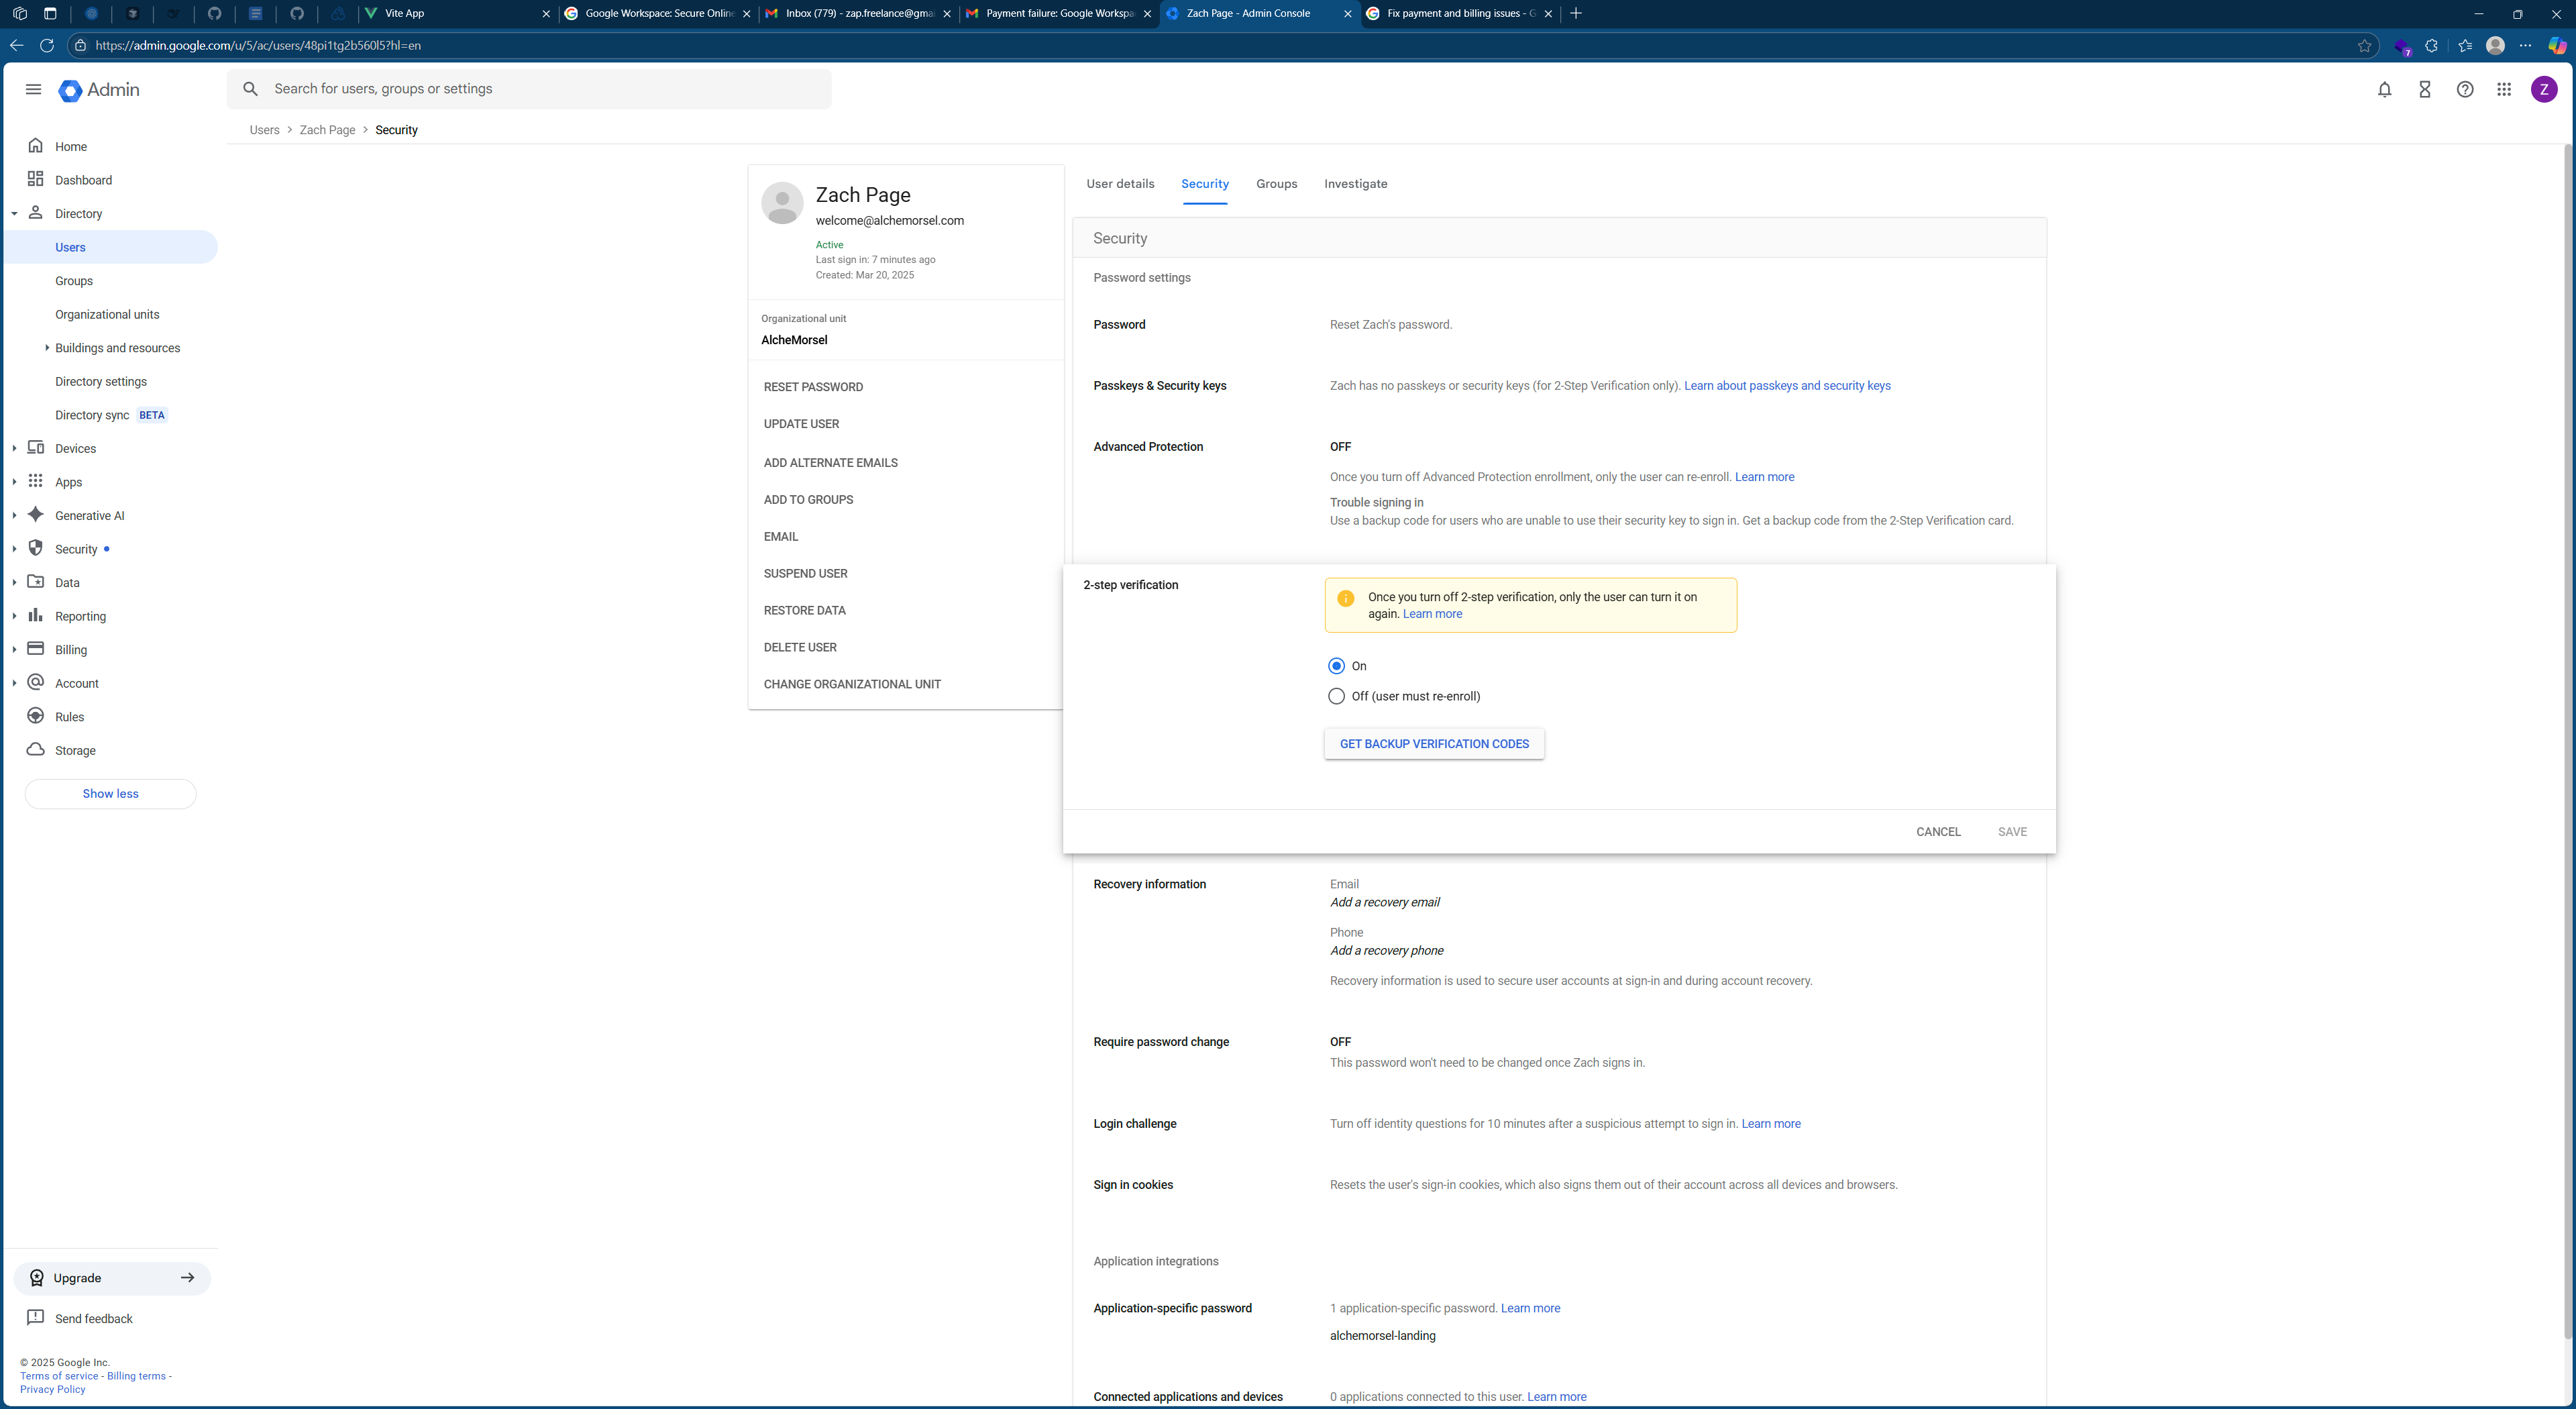 Vite App
Google Workspace: Secure Online
Inbox (779) - zap.freelance@gmai
Payment failure: Google Workspa
Zach Page - Admin Console
Fix payment and billing issues - G
https://admin.google.com/u/5/ac/users/48pi1tg2b560l5?hl=en
7
Admin
Search for users, groups or settings
Z
Users > Zach Page > Security
Home
Dashboard
Directory
Users
Groups
Organizational units
Buildings and resources
Directory settings
Directory sync BETA
Devices
Apps
Generative AI
Security
Data
Reporting
Billing
Account
Rules
Storage
Show less
Upgrade
Send feedback
© 2025 Google Inc.
Terms of service - Billing terms -
Privacy Policy
Zach Page
welcome@alchemorsel.com
Active
Last sign in: 7 minutes ago
Created: Mar 20, 2025
Organizational unit
AlcheMorsel
RESET PASSWORD
UPDATE USER
ADD ALTERNATE EMAILS
ADD TO GROUPS
EMAIL
SUSPEND USER
RESTORE DATA
DELETE USER
CHANGE ORGANIZATIONAL UNIT
User details Security Groups Investigate
Security
Password settings
Password
Reset Zach's password.
Passkeys & Security keys
Zach has no passkeys or security keys (for 2-Step Verification only). Learn about passkeys and security keys
Advanced Protection
OFF
Once you turn off Advanced Protection enrollment, only the user can re-enroll. Learn more
Trouble signing in
Use a backup code for users who are unable to use their security key to sign in. Get a backup code from the 2-Step Verification card.
2-step verification
Once you turn off 2-step verification, only the user can turn it on
again. Learn more
On
Off (user must re-enroll)
GET BACKUP VERIFICATION CODES
CANCEL SAVE
Recovery information
Email
Add a recovery email
Phone
Add a recovery phone
Recovery information is used to secure user accounts at sign-in and during account recovery.
Require password change
OFF
This password won't need to be changed once Zach signs in.
Login challenge
Turn off identity questions for 10 minutes after a suspicious attempt to sign in. Learn more
Sign in cookies
Resets the user's sign-in cookies, which also signs them out of their account across all devices and browsers.
Application integrations
Application-specific password
1 application-specific password. Learn more
alchemorsel-landing
Connected applications and devices
0 applications connected to this user. Learn more